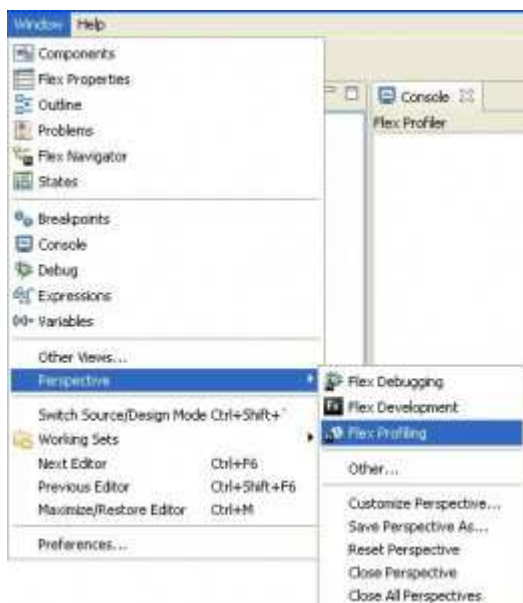 Window Help
Components
Flex Properties
Outline
Problems
Flex Navigator
States
Breakpoints
Console
Debug
Expressions
(x)= Variables
Other Views...
Perspective
Switch Source/Design Mode Ctrl+Shift+`
Working Sets
Next Editor Ctrl+F6
Previous Editor Ctrl+Shift+F6
Maximize/Restore Editor Ctrl+M
Preferences...
Console
Flex Profiler
Flex Debugging
Flex Development
Flex Profiling
Other...
Customize Perspective...
Save Perspective As...
Reset Perspective
Close Perspective
Close All Perspectives